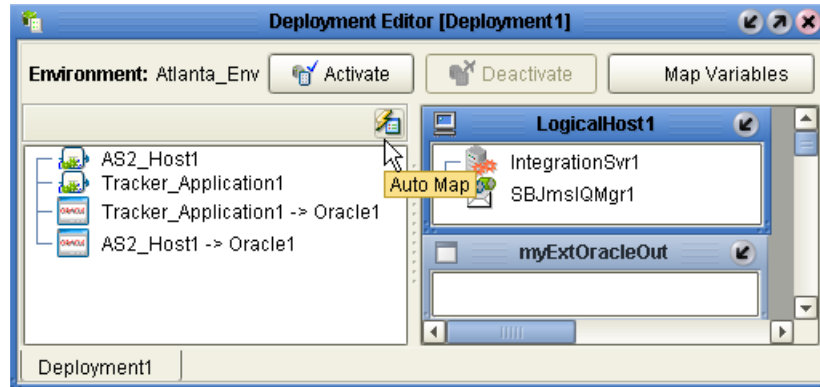 Deployment Editor [Deployment1]
Environment: Atlanta_Env
Activate
Deactivate
Map Variables
AS2_Host1
Tracker_Application1
Tracker_Application1 -> Oracle1
AS2_Host1 -> Oracle1
Auto Map
LogicalHost1
IntegrationSvr1
SBJmsIQMgr1
myExtOracleOut
Deployment1